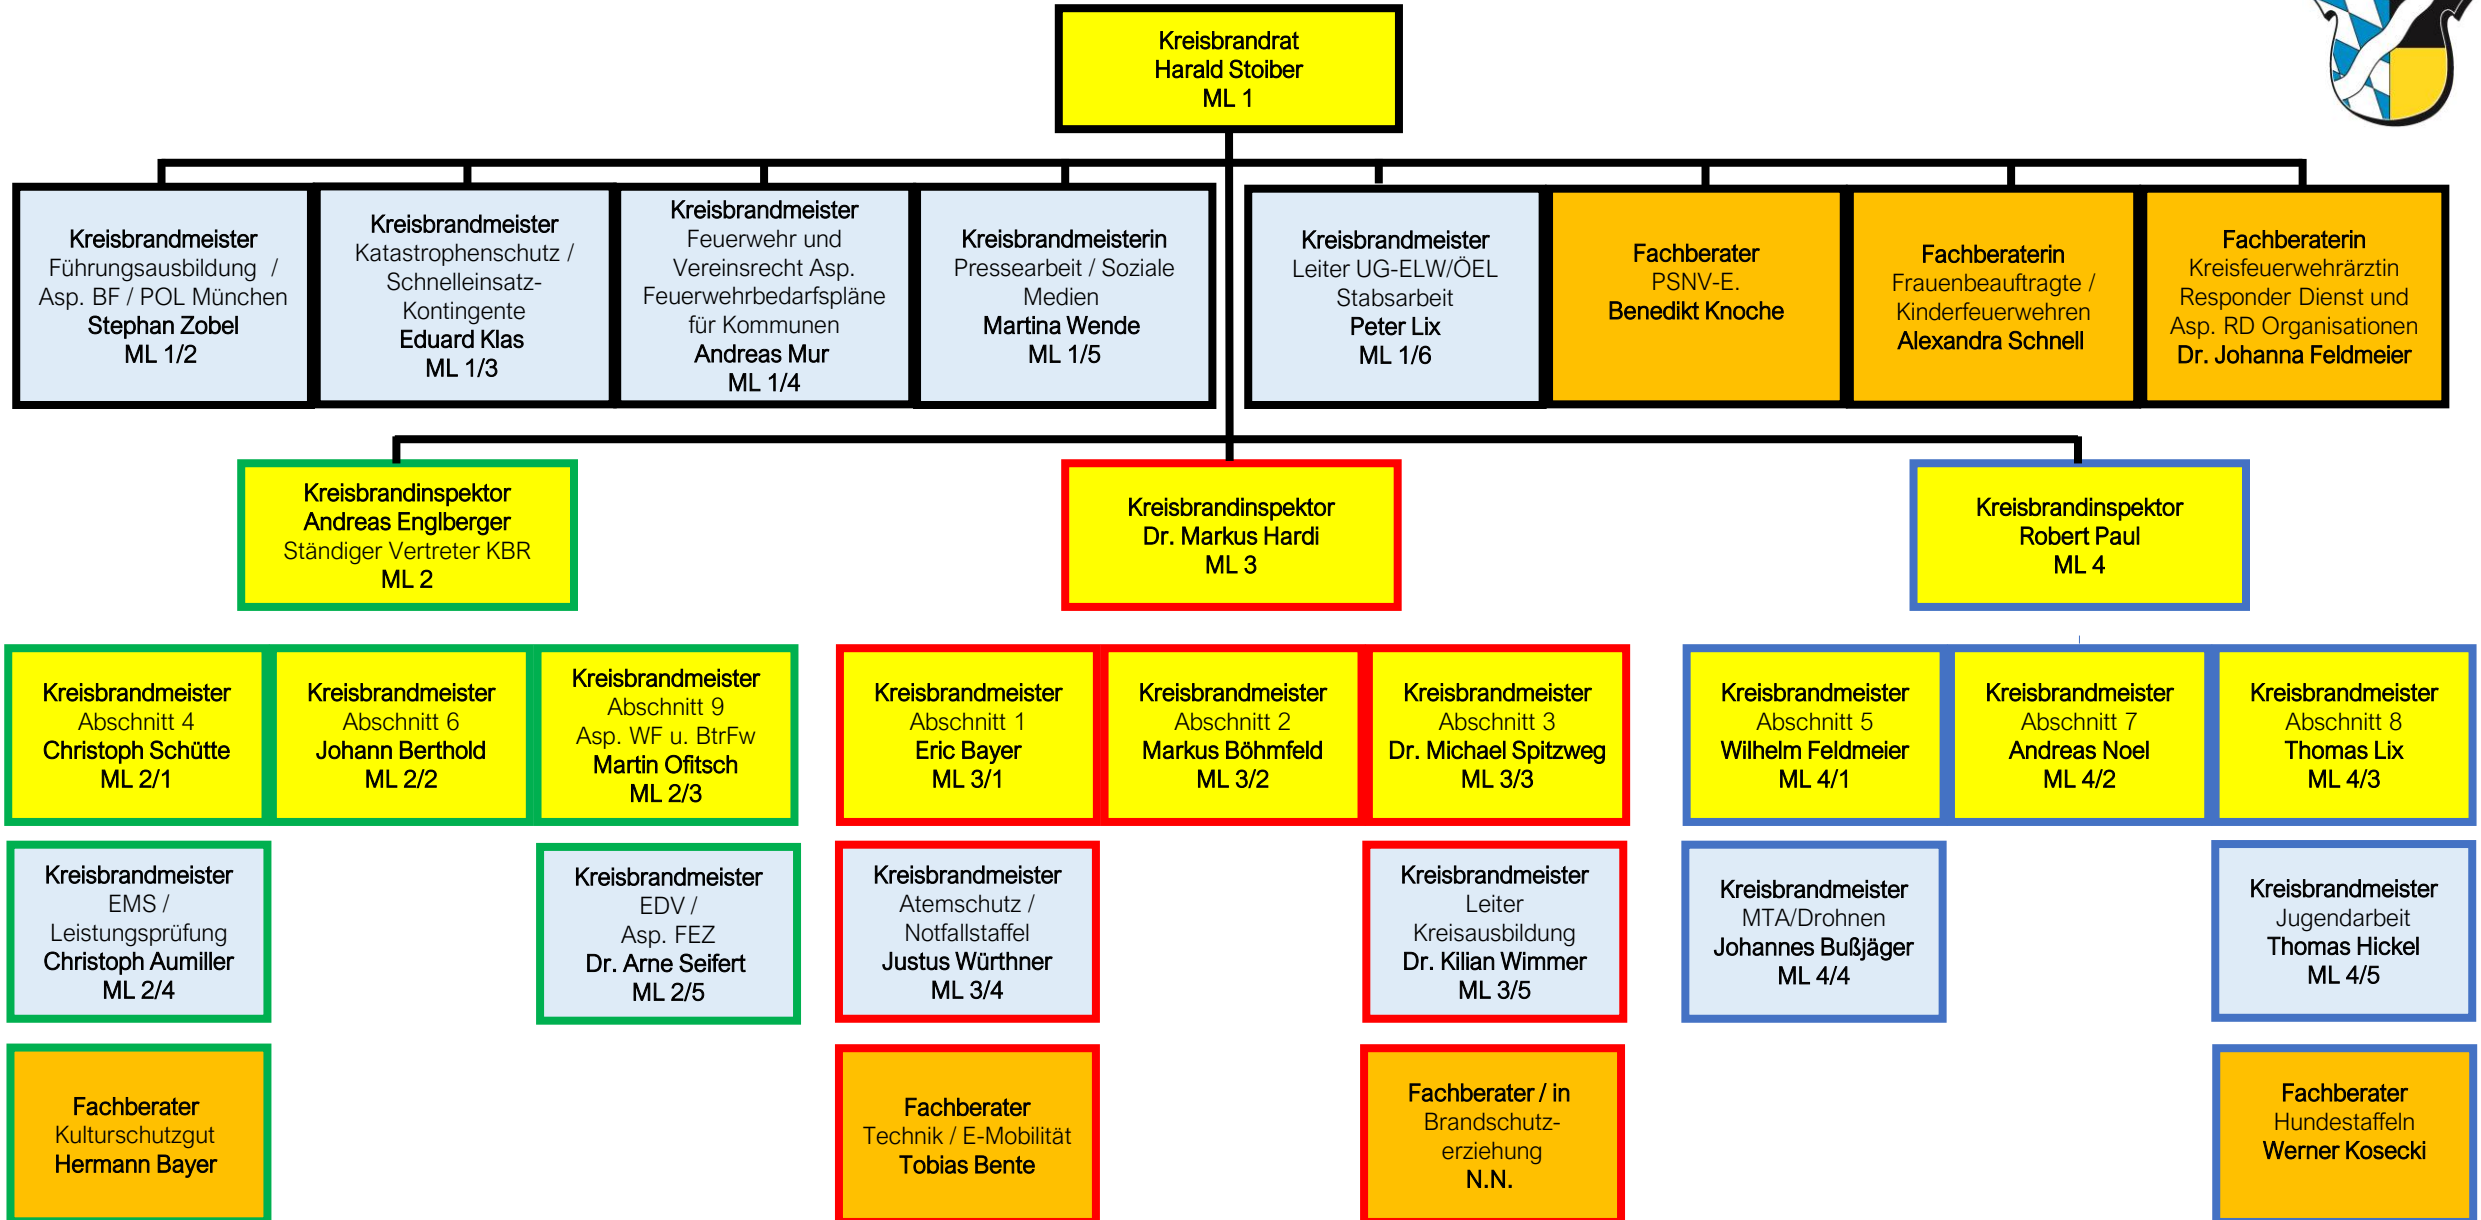 Kreisbrandrat
Harald Stoiber
ML 1
Kreisbrandmeister
Führungsausbildung /
Asp. BF / POL München
Stephan Zobel
ML 1/2
Kreisbrandmeister
Katastrophenschutz /
Schnelleinsatz-
Kontingente
Eduard Klas
ML 1/3
Kreisbrandmeister
Feuerwehr und
Vereinsrecht Asp.
Feuerwehrbedarfspläne
für Kommunen
Andreas Mur
ML 1/4
Kreisbrandmeisterin
Pressearbeit / Soziale
Medien
Martina Wende
ML 1/5
Kreisbrandmeister
Leiter UG-ELW/ÖEL
Stabsarbeit
Peter Lix
ML 1/6
Fachberater
PSNV-E.
Benedikt Knoche
Fachberaterin
Frauenbeauftragte /
Kinderfeuerwehren
Alexandra Schnell
Fachberaterin
Kreisfeuerwehrärztin
Responder Dienst und
Asp. RD Organisationen
Dr. Johanna Feldmeier
Kreisbrandinspektor
Andreas Englberger
Ständiger Vertreter KBR
ML 2
Kreisbrandinspektor
Dr. Markus Hardi
ML 3
Kreisbrandinspektor
Robert Paul
ML 4
Kreisbrandmeister
Abschnitt 4
Christoph Schütte
ML 2/1
Kreisbrandmeister
Abschnitt 6
Johann Berthold
ML 2/2
Kreisbrandmeister
Abschnitt 9
Asp. WF u. BtrFw
Martin Ofitsch
ML 2/3
Kreisbrandmeister
Abschnitt 1
Eric Bayer
ML 3/1
Kreisbrandmeister
Abschnitt 2
Markus Böhmfeld
ML 3/2
Kreisbrandmeister
Abschnitt 3
Dr. Michael Spitzweg
ML 3/3
Kreisbrandmeister
Abschnitt 5
Wilhelm Feldmeier
ML 4/1
Kreisbrandmeister
Abschnitt 7
Andreas Noel
ML 4/2
Kreisbrandmeister
Abschnitt 8
Thomas Lix
ML 4/3
Kreisbrandmeister
EMS /
Leistungsprüfung
Christoph Aumiller
ML 2/4
Kreisbrandmeister
EDV /
Asp. FEZ
Dr. Arne Seifert
ML 2/5
Kreisbrandmeister
Atemschutz /
Notfallstaffel
Justus Würthner
ML 3/4
Kreisbrandmeister
Leiter
Kreisausbildung
Dr. Kilian Wimmer
ML 3/5
Kreisbrandmeister
MTA/Drohnen
Johannes Bußjäger
ML 4/4
Kreisbrandmeister
Jugendarbeit
Thomas Hickel
ML 4/5
Fachberater
Kulturschutzgut
Hermann Bayer
Fachberater
Technik / E-Mobilität
Tobias Bente
Fachberater / in
Brandschutz-
erziehung
N.N.
Fachberater
Hundestaffeln
Werner Kosecki